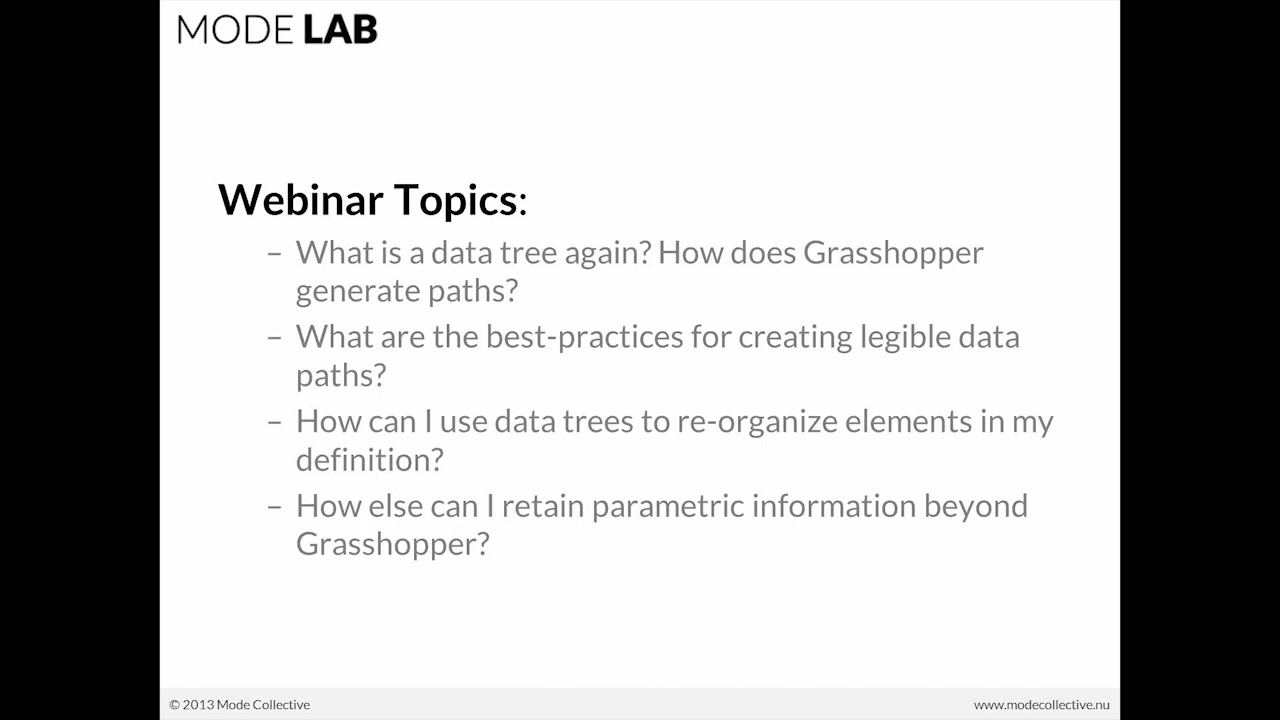 MODE LAB
Webinar Topics:
– What is a data tree again? How does Grasshopper
generate paths?
– What are the best-practices for creating legible data
paths?
– How can I use data trees to re-organize elements in my
definition?
– How else can I retain parametric information beyond
Grasshopper?
© 2013 Mode Collective
www.modecollective.nu